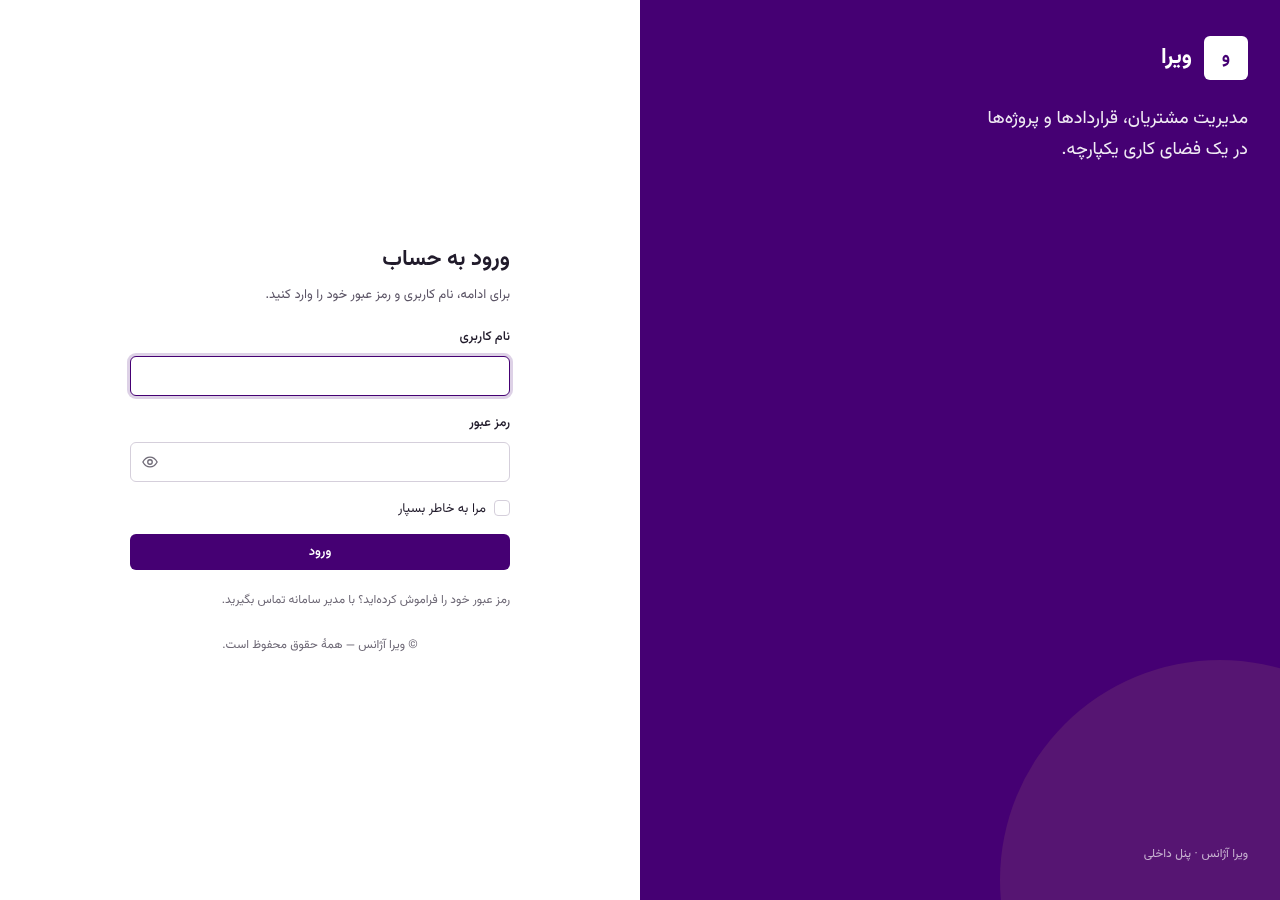 و
ویرا
مدیریت مشتریان، قراردادها و پروژه‌ها
در یک فضای کاری یکپارچه.
ورود به حساب
برای ادامه، نام کاربری و رمز عبور خود را وارد کنید.
نام کاربری
رمز عبور
مرا به خاطر بسپار
ورود
رمز عبور خود را فراموش کرده‌اید؟ با مدیر سامانه تماس بگیرید.
© ویرا آژانس — همهٔ حقوق محفوظ است.
ویرا آژانس · پنل داخلی